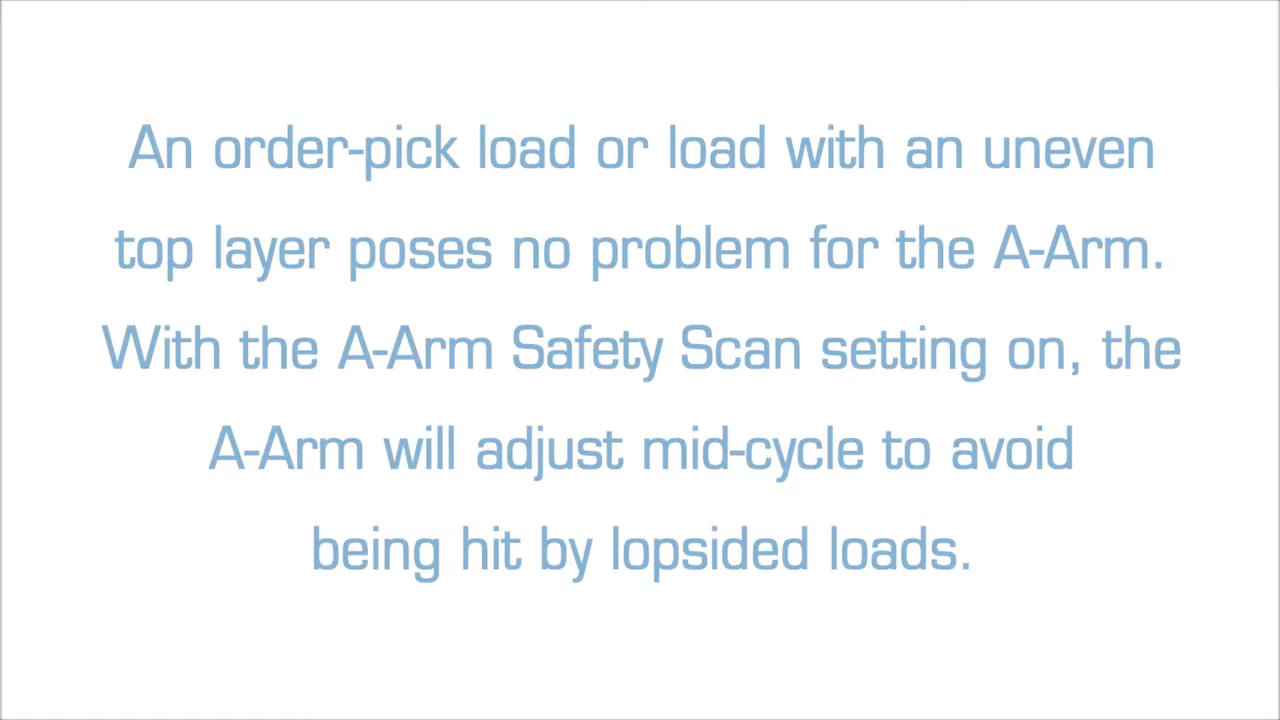 An order-pick load or load with an uneven
top layer poses no problem for the A-Arm.
With the A-Arm Safety Scan setting on, the
A-Arm will adjust mid-cycle to avoid
being hit by lopsided loads.